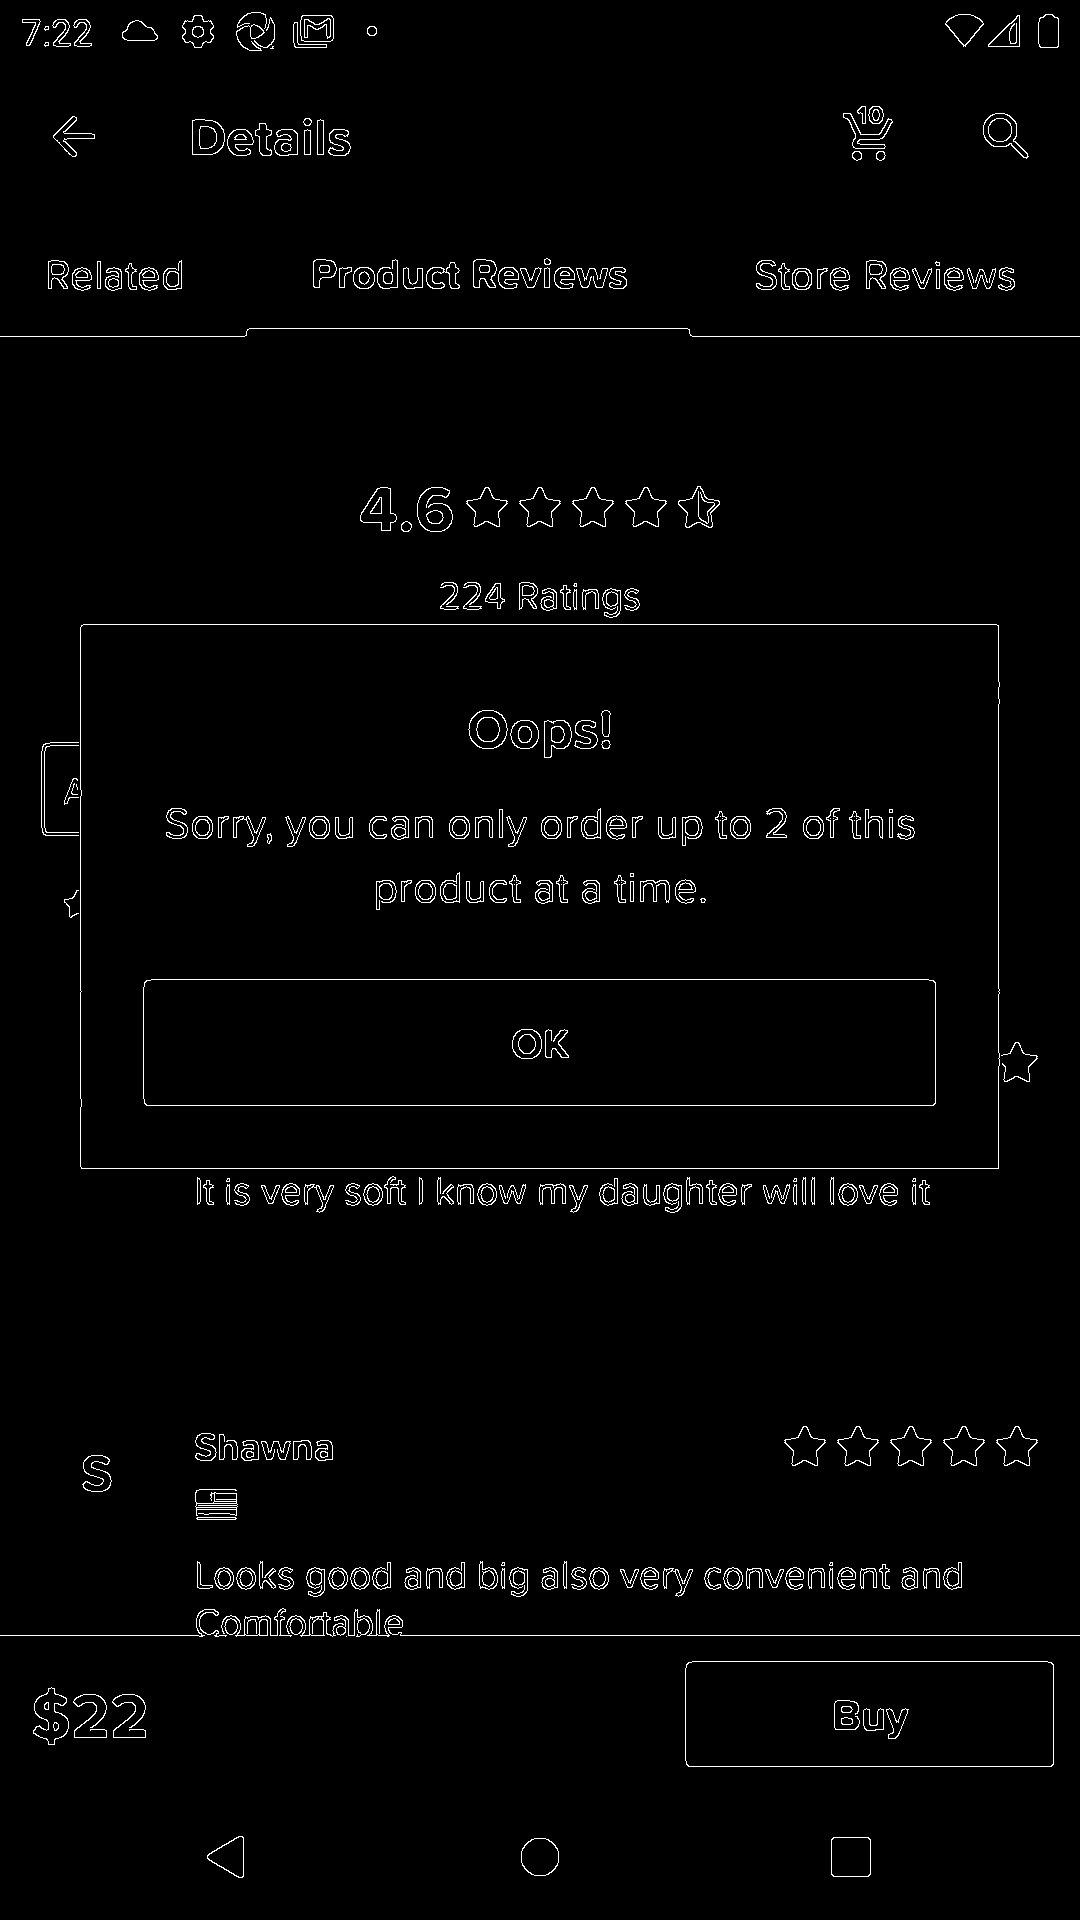 7:22
Details
10
Related
Product Reviews
Store Reviews
4.6
224 Ratings
Oops!
Sorry, you can only order up to 2 of this
product at a time.
A
OK
It is very soft I know my daughter will love it
S
Shawna
Looks good and big also very convenient and
Comfortable
$22
Buy